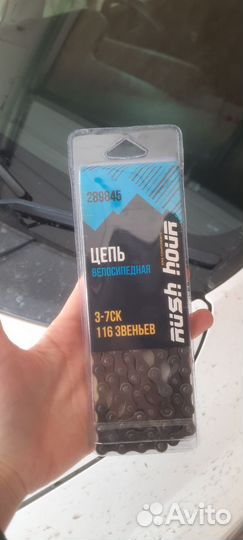 289845
ЦЕПЬ
ВЕЛОСИПЕДНАЯ
3-7СК
116 ЗВЕНЬЕВ
RUSH HOUR
Avito